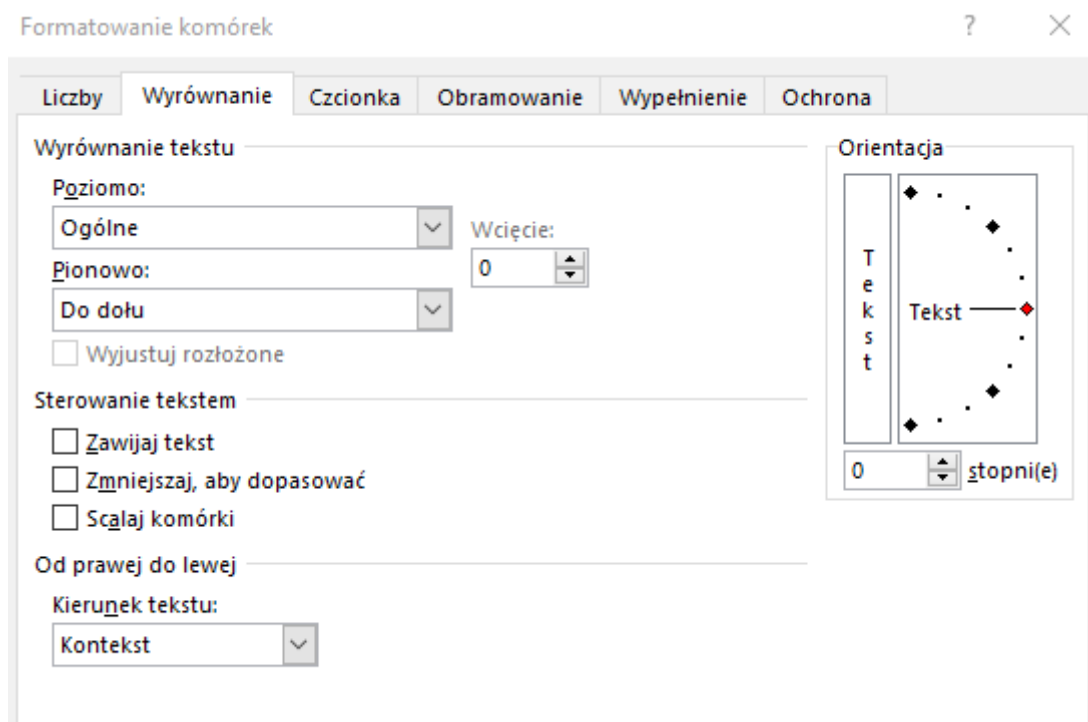 Formatowanie komórek ? ×
Liczby Wyrównanie Czcionka Obramowanie Wypełnienie Ochrona
Wyrównanie tekstu
Poziomo:
Ogólne
Wcięcie:
0
Pionowo:
Do dołu
Wyjustuj rozłożone
Sterowanie tekstem
Zawijaj tekst
Zmniejszaj, aby dopasować
Scalaj komórki
Od prawej do lewej
Kierunek tekstu:
Kontekst
Orientacja
Tekst
Tekst
0 stopni(e)